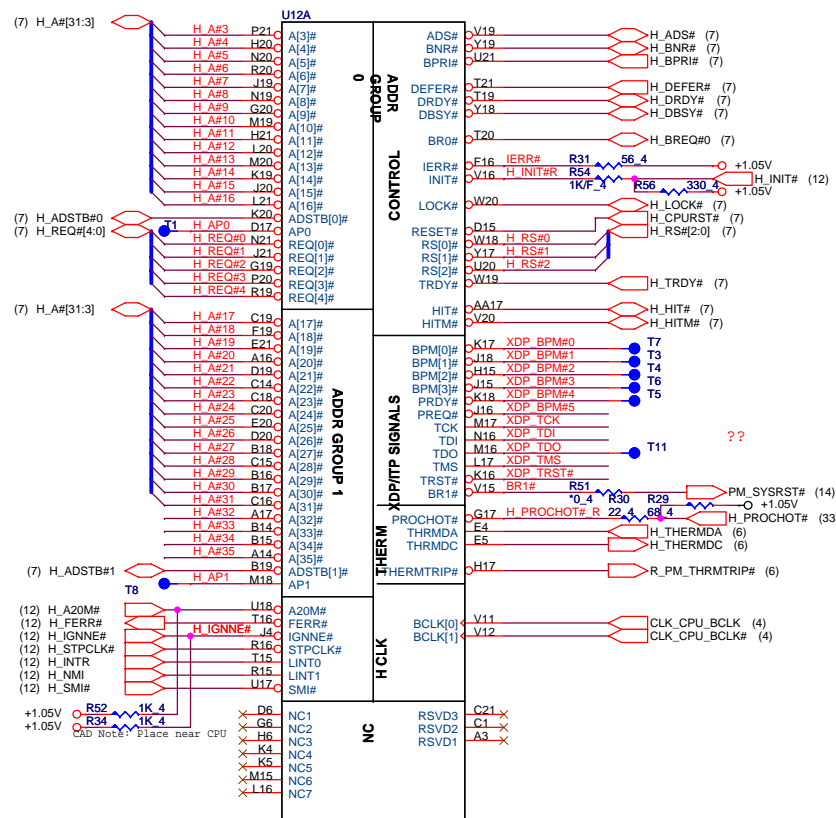 U12A
(7) H_A#[31:3]
H_A#3 P21 A[3]# ADS# V19 H_ADS# (7)
H_A#4 H20 A[4]# BNR# Y19 H_BNR# (7)
H_A#5 N20 A[5]# BPRI# U21 H_BPRI# (7)
H_A#6 R20 A[6]#
H_A#7 J19 A[7]# DEFER# T21 H_DEFER# (7)
H_A#8 N19 A[8]# DRDY# T19 H_DRDY# (7)
H_A#9 G20 A[9]# DBSY# Y18 H_DBSY# (7)
H_A#10 M19 A[10]#
H_A#11 H21 A[11]# BR0# T20 H_BREQ#0 (7)
H_A#12 L20 A[12]#
H_A#13 M20 A[13]# IERR# F16 IERR# R31 56_4 +1.05V
H_A#14 K19 A[14]# INIT# V16 H_INIT#R R54 1K/F_4 H_INIT# (12)
R56 330_4 +1.05V
H_A#15 J20 A[15]#
H_A#16 L21 A[16]# LOCK# W20 H_LOCK# (7)
(7) H_ADSTB#0 K20 ADSTB[0]#
(7) H_REQ#[4:0] T1 H_AP0 D17 AP0 RESET# D15 H_CPURST# (7)
H_REQ#0 N21 REQ[0]# RS[0]# W18 H_RS#0 H_RS#[2:0] (7)
H_REQ#1 J21 REQ[1]# RS[1]# Y17 H_RS#1
H_REQ#2 G19 REQ[2]# RS[2]# U20 H_RS#2
H_REQ#3 P20 REQ[3]# TRDY# W19 H_TRDY# (7)
H_REQ#4 R19 REQ[4]#
ADDR GROUP 0
CONTROL
(7) H_A#[31:3] HIT# AA17 H_HIT# (7)
H_A#17 C19 A[17]# HITM# V20 H_HITM# (7)
H_A#18 F19 A[18]#
H_A#19 E21 A[19]# BPM[0]# K17 XDP_BPM#0 T7
H_A#20 A16 A[20]# BPM[1]# J18 XDP_BPM#1 T3
H_A#21 D19 A[21]# BPM[2]# H15 XDP_BPM#2 T4
H_A#22 C14 A[22]# BPM[3]# J15 XDP_BPM#3 T6
H_A#23 C18 A[23]# PRDY# K18 XDP_BPM#4 T5
H_A#24 C20 A[24]# PREQ# J16 XDP_BPM#5
H_A#25 E20 A[25]# TCK M17 XDP_TCK
H_A#26 D20 A[26]# TDI N16 XDP_TDI ??
H_A#27 B18 A[27]# TDO M16 XDP_TDO T11
H_A#28 C15 A[28]# TMS L17 XDP_TMS
H_A#29 B16 A[29]# TRST# K16 XDP_TRST#
H_A#30 B17 A[30]# BR1# V15 BR1# R51 *0_4 PM_SYSRST# (14)
H_A#31 C16 A[31]# R30 R29 +1.05V
H_A#32 A17 A[32]# PROCHOT# G17 H_PROCHOT#_R 22_4 68_4 H_PROCHOT# (33
H_A#33 B14 A[33]# THRMDA E4 H_THERMDA (6)
H_A#34 B15 A[34]# THRMDC E5 H_THERMDC (6)
H_A#35 A14 A[35]#
(7) H_ADSTB#1 B19 ADSTB[1]# THERMTRIP# H17 R_PM_THRMTRIP# (6)
T8 H_AP1 M18 AP1
ADDR GROUP 1
XDP/ITP SIGNALS
THERM
(12) H_A20M# U18 A20M#
(12) H_FERR# T16 FERR# BCLK[0] V11 CLK_CPU_BCLK (4)
(12) H_IGNNE# H_IGNNE# J4 IGNNE# BCLK[1] V12 CLK_CPU_BCLK# (4)
(12) H_STPCLK# R16 STPCLK#
(12) H_INTR T15 LINT0
(12) H_NMI R15 LINT1
(12) H_SMI# U17 SMI#
H CLK
+1.05V R52 1K_4
+1.05V R34 1K_4
CAD Note: Place near CPU
D6 NC1 RSVD3 C21
G6 NC2 RSVD2 C1
H6 NC3 RSVD1 A3
K4 NC4
K5 NC5
M15 NC6
L16 NC7
NC